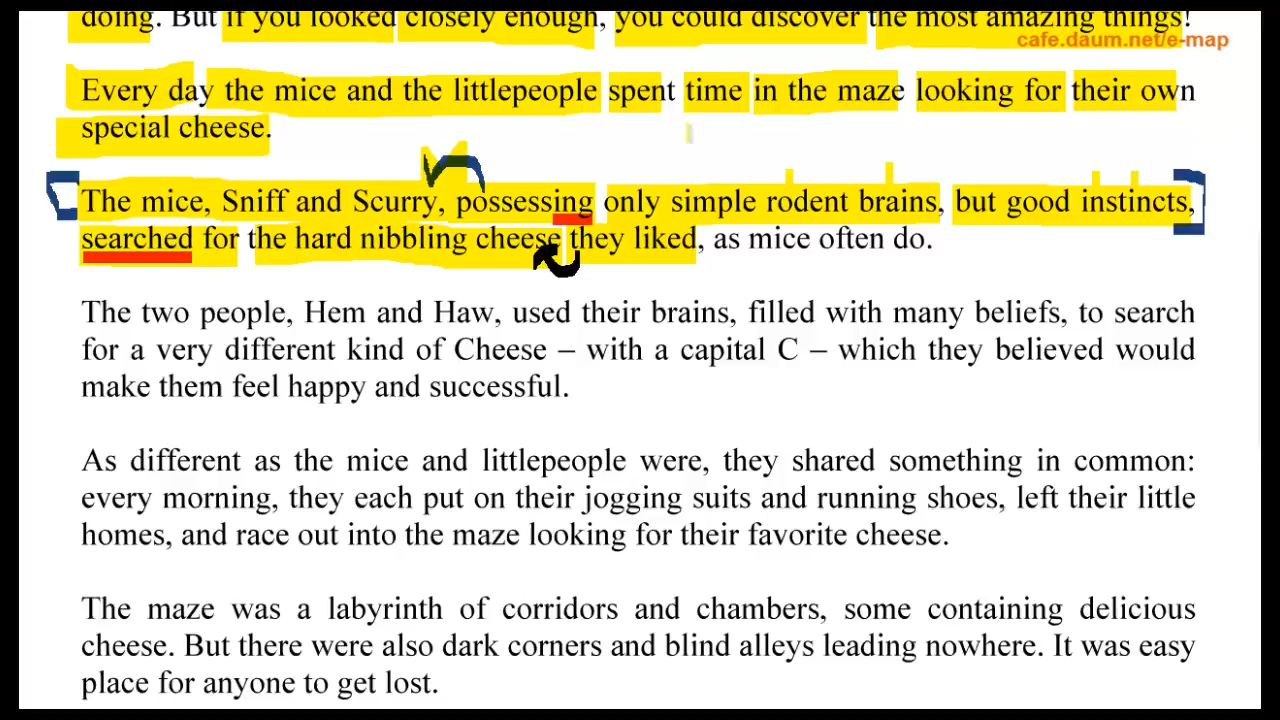 doing. But if you looked closely enough, you could discover the most amazing things!
cafe.daum.net/e-map
Every day the mice and the littlepeople spent time in the maze looking for their own
special cheese.
The mice, Sniff and Scurry, possessing only simple rodent brains, but good instincts,
searched for the hard nibbling cheese they liked, as mice often do.
The two people, Hem and Haw, used their brains, filled with many beliefs, to search
for a very different kind of Cheese – with a capital C – which they believed would
make them feel happy and successful.
As different as the mice and littlepeople were, they shared something in common:
every morning, they each put on their jogging suits and running shoes, left their little
homes, and race out into the maze looking for their favorite cheese.
The maze was a labyrinth of corridors and chambers, some containing delicious
cheese. But there were also dark corners and blind alleys leading nowhere. It was easy
place for anyone to get lost.